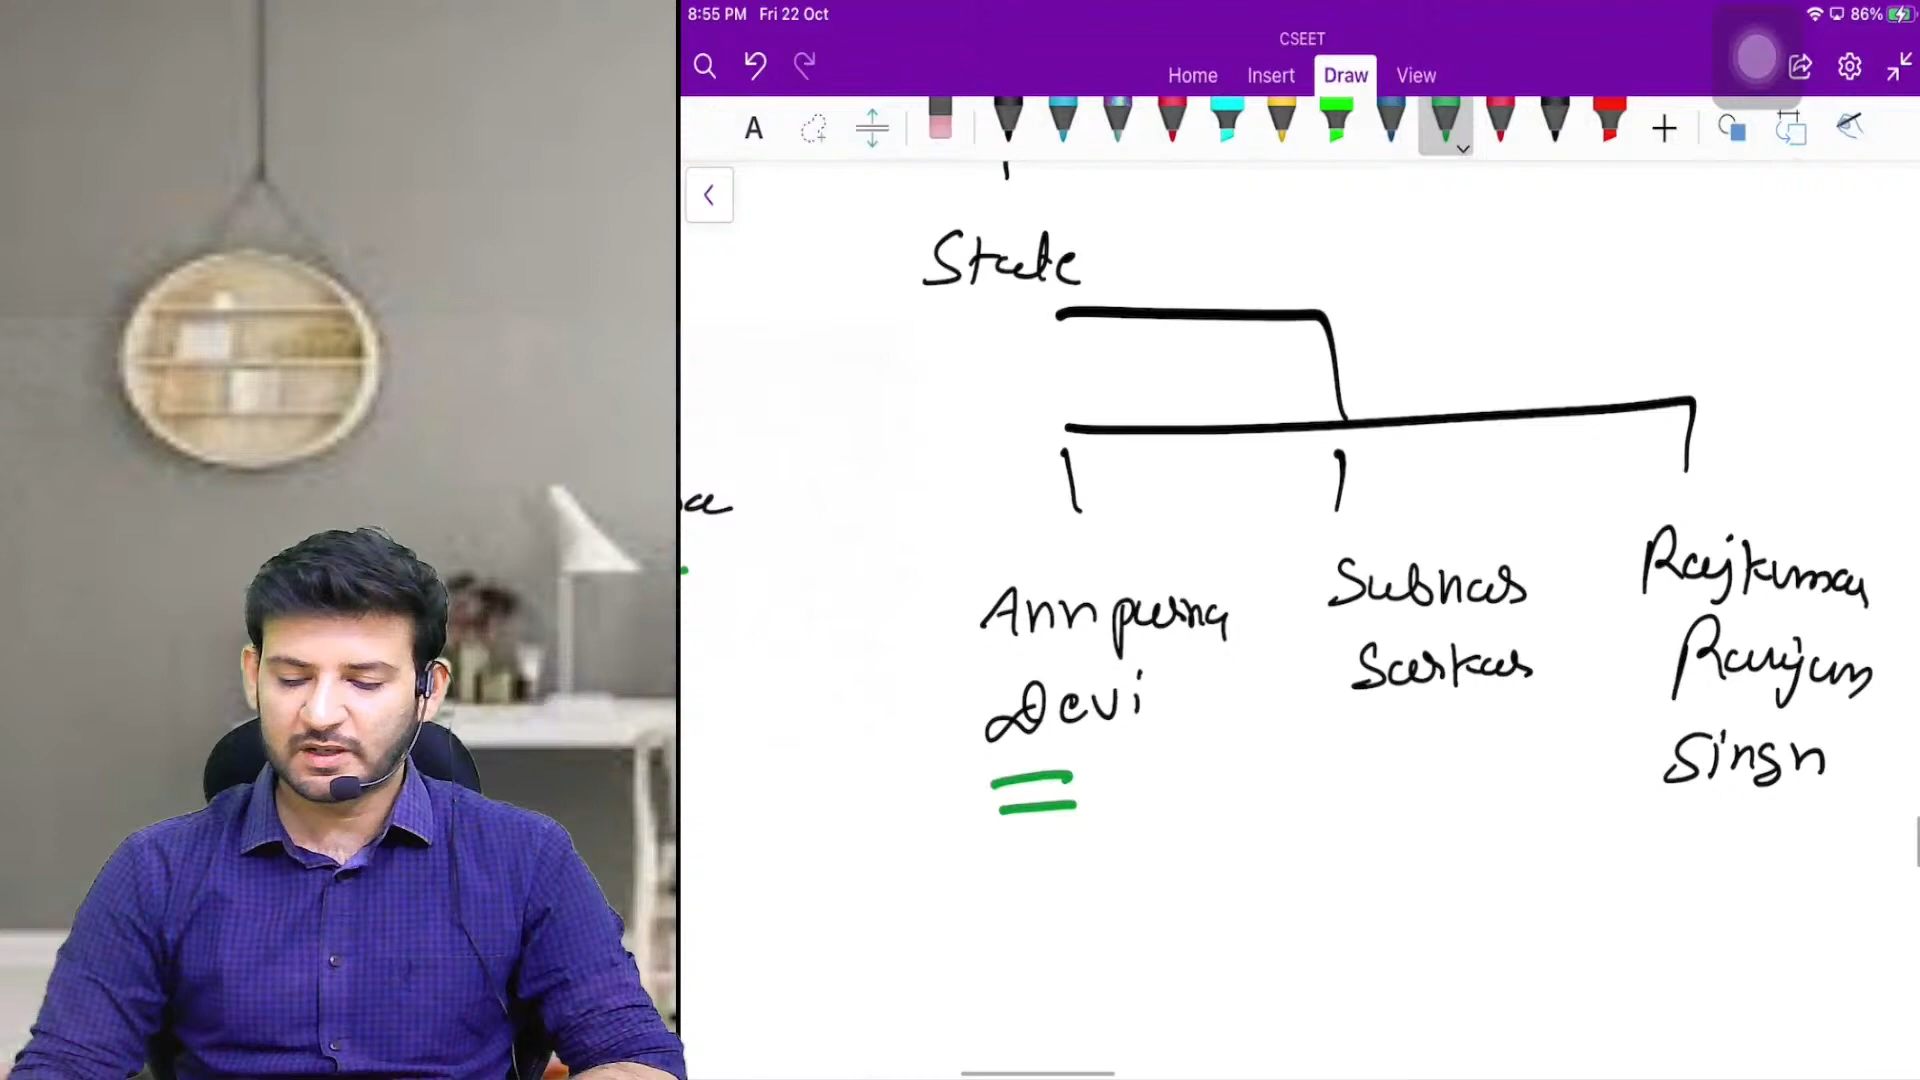 8:55 PM Fri 22 Oct
86%
CSEET
Home Insert Draw View
A
State
Annpurna
Devi
Subhas
Sarkar
Rajkumar
Ranjan
Singh